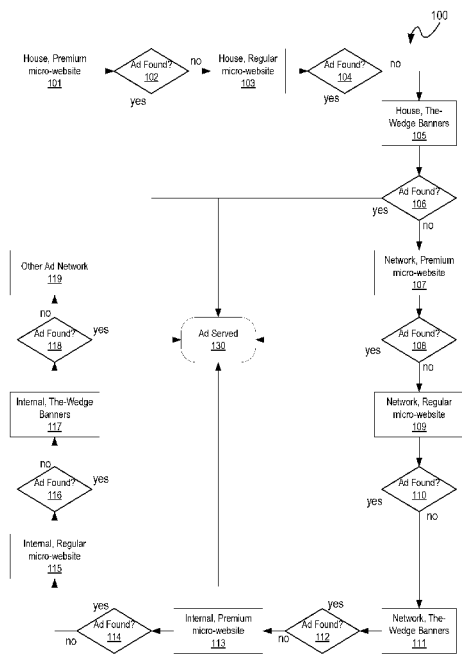 100
House, Premium
micro-website
101
Ad Found?
102
no
yes
House, Regular
micro-website
103
Ad Found?
104
no
yes
House, The-
Wedge Banners
105
Ad Found?
106
yes
no
Network, Premium
micro-website
107
Ad Found?
108
yes
no
Network, Regular
micro-website
109
Ad Found?
110
yes
no
Network, The-
Wedge Banners
111
yes
Ad Found?
112
no
Internal, Premium
micro-website
113
yes
Ad Found?
114
no
Internal, Regular
micro-website
115
no
Ad Found?
116
yes
Internal, The-Wedge
Banners
117
no
Ad Found?
118
yes
Other Ad Network
119
Ad Served
130